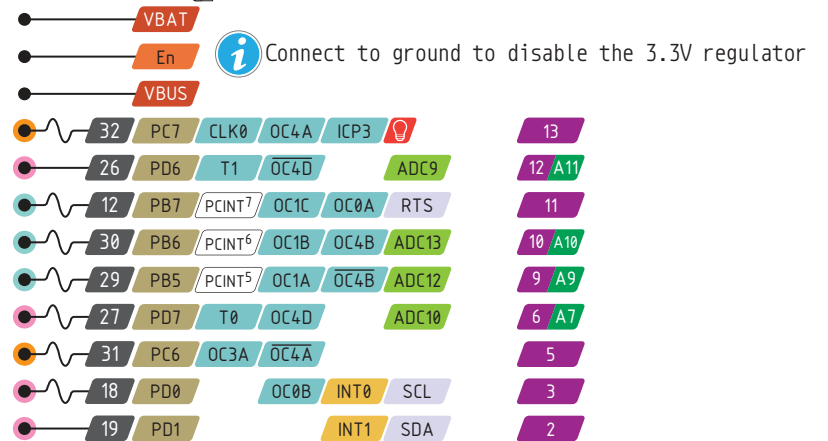 VBAT
En i Connect to ground to disable the 3.3V regulator
VBUS
32 PC7 CLK0 OC4A ICP3 13
26 PD6 T1 OC4D ADC9 12 A11
12 PB7 PCINT7 OC1C OC0A RTS 11
30 PB6 PCINT6 OC1B OC4B ADC13 10 A10
29 PB5 PCINT5 OC1A OC4B ADC12 9 A9
27 PD7 T0 OC4D ADC10 6 A7
31 PC6 OC3A OC4A 5
18 PD0 OC0B INT0 SCL 3
19 PD1 INT1 SDA 2